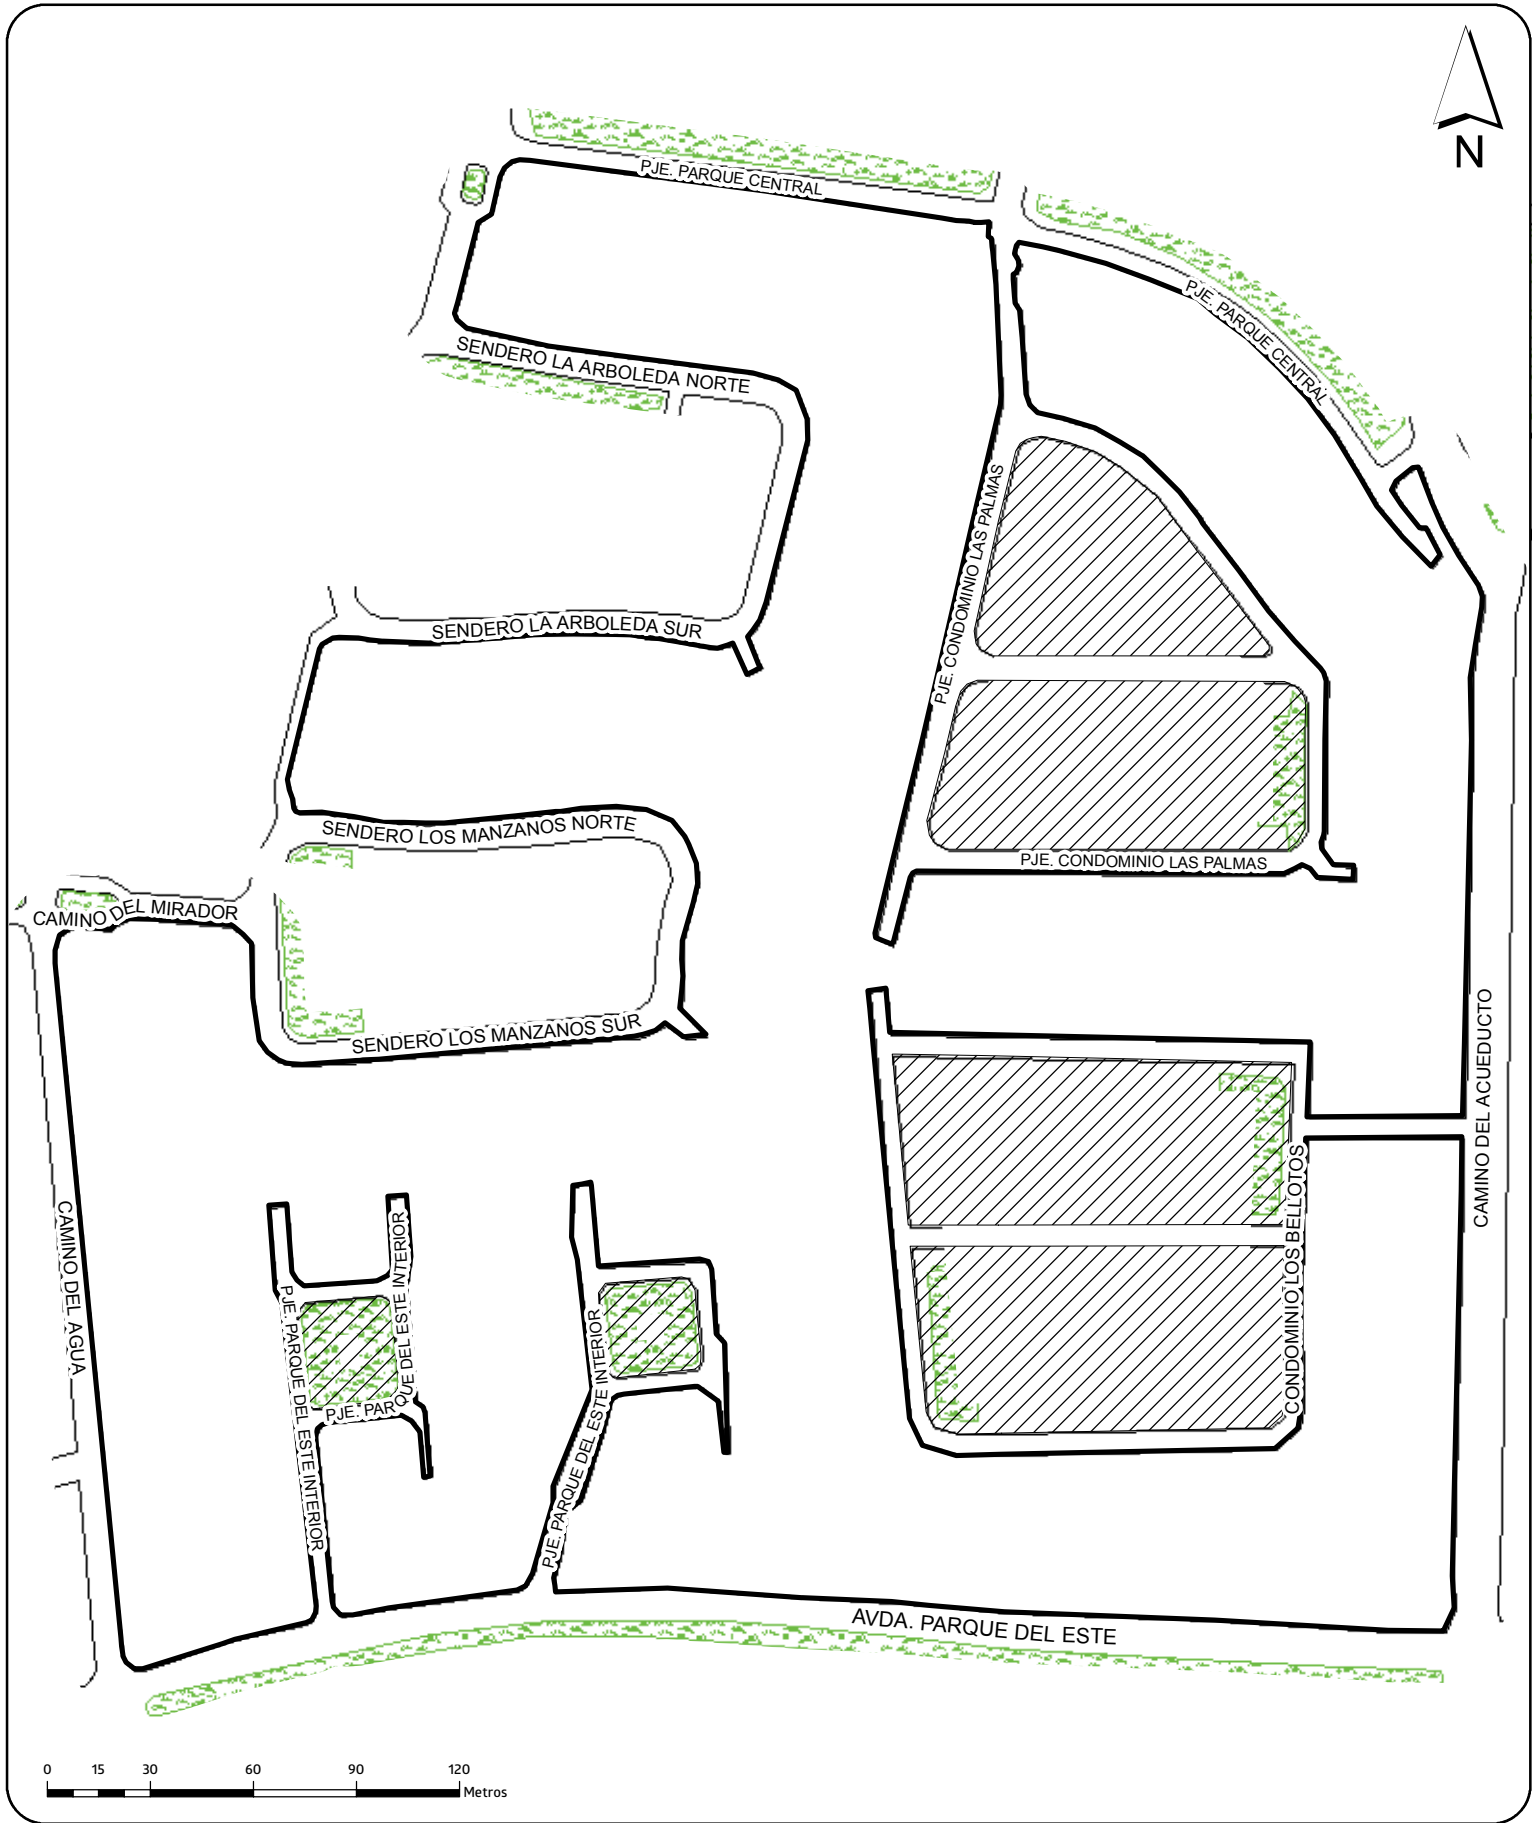 N
PJE. PARQUE CENTRAL
PJE. PARQUE CENTRAL
SENDERO LA ARBOLEDA NORTE
PJE. CONDOMINIO LAS PALMAS
SENDERO LA ARBOLEDA SUR
SENDERO LOS MANZANOS NORTE
PJE. CONDOMINIO LAS PALMAS
CAMINO DEL MIRADOR
SENDERO LOS MANZANOS SUR
CAMINO DEL ACUEDUCTO
CONDOMINIO LOS BELLOTOS
CAMINO DEL AGUA
PJE. PARQUE DEL ESTE INTERIOR
PJE. PARQUE DEL ESTE INTERIOR
PJE. PARQUE DEL ESTE INTERIOR
AVDA. PARQUE DEL ESTE
0 15 30 60 90 120
Metros